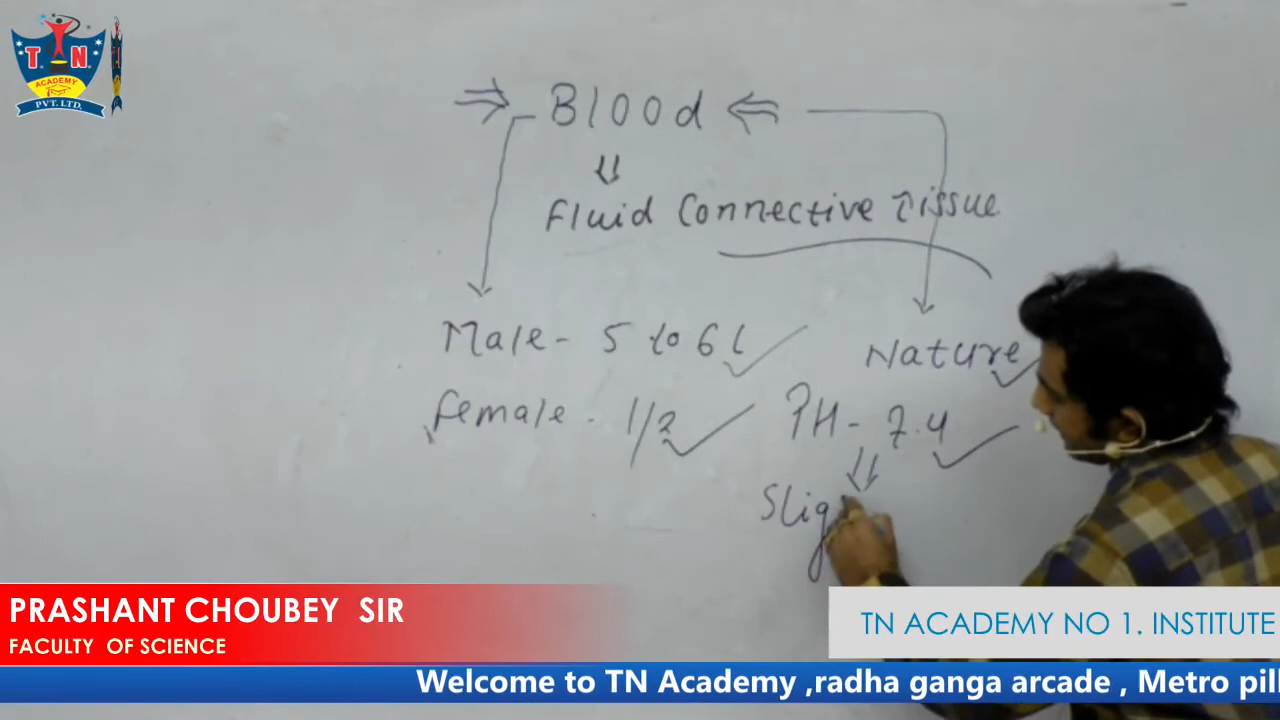 T. N.
ACADEMY
PVT. LTD.
⇒ Blood ⇐
⇓
Fluid Connective Tissue
Male - 5 to 6 L
Female - 1/2
Nature
PH - 7.4
⇓
Slig
PRASHANT CHOUBEY SIR
FACULTY OF SCIENCE
TN ACADEMY NO 1. INSTITUTE
Welcome to TN Academy ,radha ganga arcade , Metro pill